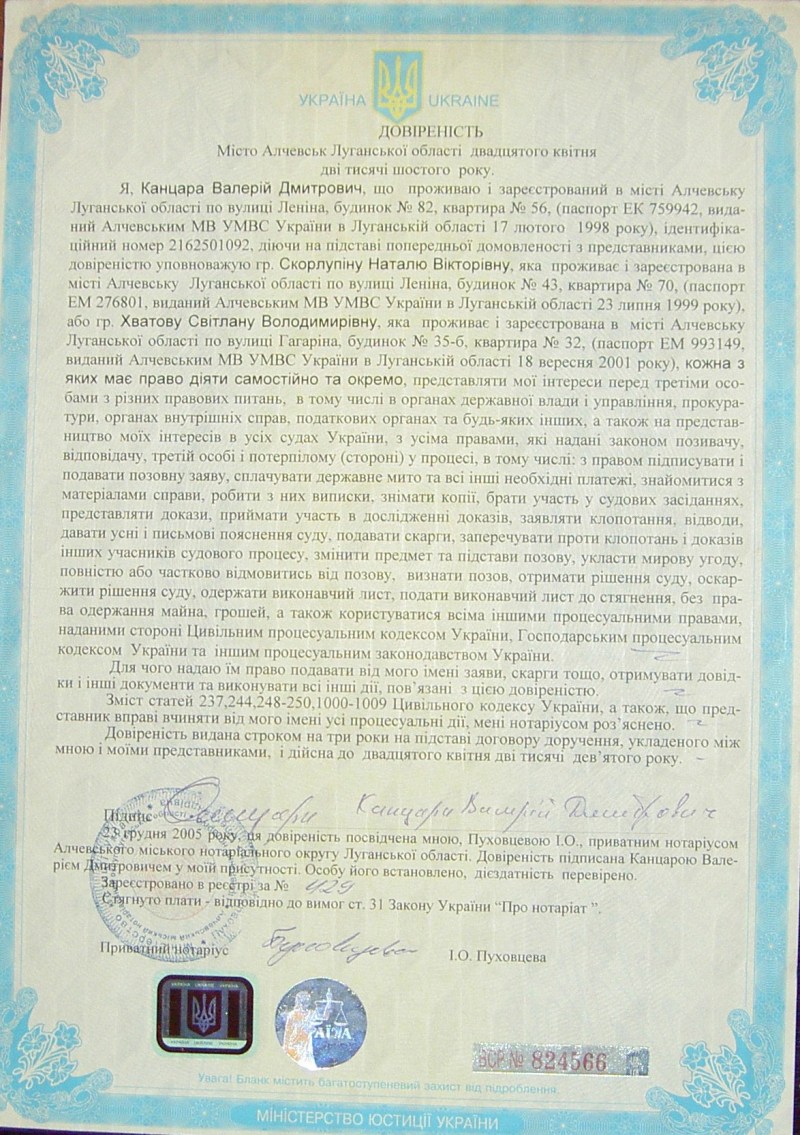 УКРАЇНА UKRAINE
ДОВІРЕНІСТЬ
Місто Алчевськ Луганської області двадцятого квітня
дві тисячі шостого року.
Я, Канцара Валерій Дмитрович, що проживаю і зареєстрований в місті Алчевську
Луганської області по вулиці Леніна, будинок № 82, квартира № 56, (паспорт ЕК 759942, вида-
ний Алчевським МВ УМВС України в Луганській області 17 лютого 1998 року), ідентифіка-
ційний номер 2162501092, діючи на підставі попередньої домовленості з представниками, цією
довіреністю уповноважую гр. Скорлупіну Наталю Вікторівну, яка проживає і зареєстрована в
місті Алчевську Луганської області по вулиці Леніна, будинок № 43, квартира № 70, (паспорт
ЕМ 276801, виданий Алчевським МВ УМВС України в Луганській області 23 липня 1999 року),
або гр. Хватову Світлану Володимирівну, яка проживає і зареєстрована в місті Алчевську
Луганської області по вулиці Гагаріна, будинок № 35-б, квартира № 32, (паспорт ЕМ 993149,
виданий Алчевським МВ УМВС України в Луганській області 18 вересня 2001 року), кожна з
яких має право діяти самостійно та окремо, представляти мої інтереси перед третіми осо-
бами з різних правових питань, в тому числі в органах державної влади і управління, прокура-
тури, органах внутрішніх справ, податкових органах та будь-яких інших, а також на представ-
ництво моїх інтересів в усіх судах України, з усіма правами, які надані законом позивачу,
відповідачу, третій особі і потерпілому (стороні) у процесі, в тому числі: з правом підписувати і
подавати позовну заяву, сплачувати державне мито та всі інші необхідні платежі, знайомитися з
матеріалами справи, робити з них виписки, знімати копії, брати участь у судових засіданнях,
представляти докази, приймати участь в дослідженні доказів, заявляти клопотання, відводи,
давати усні і письмові пояснення суду, подавати скарги, заперечувати проти клопотань і доказів
інших учасників судового процесу, змінити предмет та підстави позову, укласти мирову угоду,
повністю або частково відмовитись від позову, визнати позов, отримати рішення суду, оскар-
жити рішення суду, одержати виконавчий лист, подати виконавчий лист до стягнення, без пра-
ва одержання майна, грошей, а також користуватися всіма іншими процесуальними правами,
наданими стороні Цивільним процесуальним кодексом України, Господарським процесуальним
кодексом України та іншим процесуальним законодавством України.
Для чого надаю їм право подавати від мого імені заяви, скарги тощо, отримувати довід-
ки і інші документи та виконувати всі інші дії, пов'язані з цією довіреністю.
Зміст статей 237,244,248-250,1000-1009 Цивільного кодексу України, а також, що пред-
ставник вправі вчиняти від мого імені усі процесуальні дії, мені нотаріусом роз'яснено.
Довіреність видана строком на три роки на підставі договору доручення, укладеного між
мною і моїми представниками, і дійсна до двадцятого квітня дві тисячі дев'ятого року.
Підпис Канцара Валерій Дмитрович
23 грудня 2005 року, ця довіреність посвідчена мною, Пуховцевою І.О., приватним нотаріусом
Алчевського міського нотаріального округу Луганської області. Довіреність підписана Канцарою Вале-
рієм Дмитровичем у моїй присутності. Особу його встановлено, дієздатність перевірено.
Зареєстровано в реєстрі за № 429
Стягнуто плати - відповідно до вимог ст. 31 Закону України “Про нотаріат ”.
Приватний нотаріус І.О. Пуховцева
ВСР № 824566
Увага! Бланк містить багатоступеневий захист від підроблення.
МІНІСТЕРСТВО ЮСТИЦІЇ УКРАЇНИ